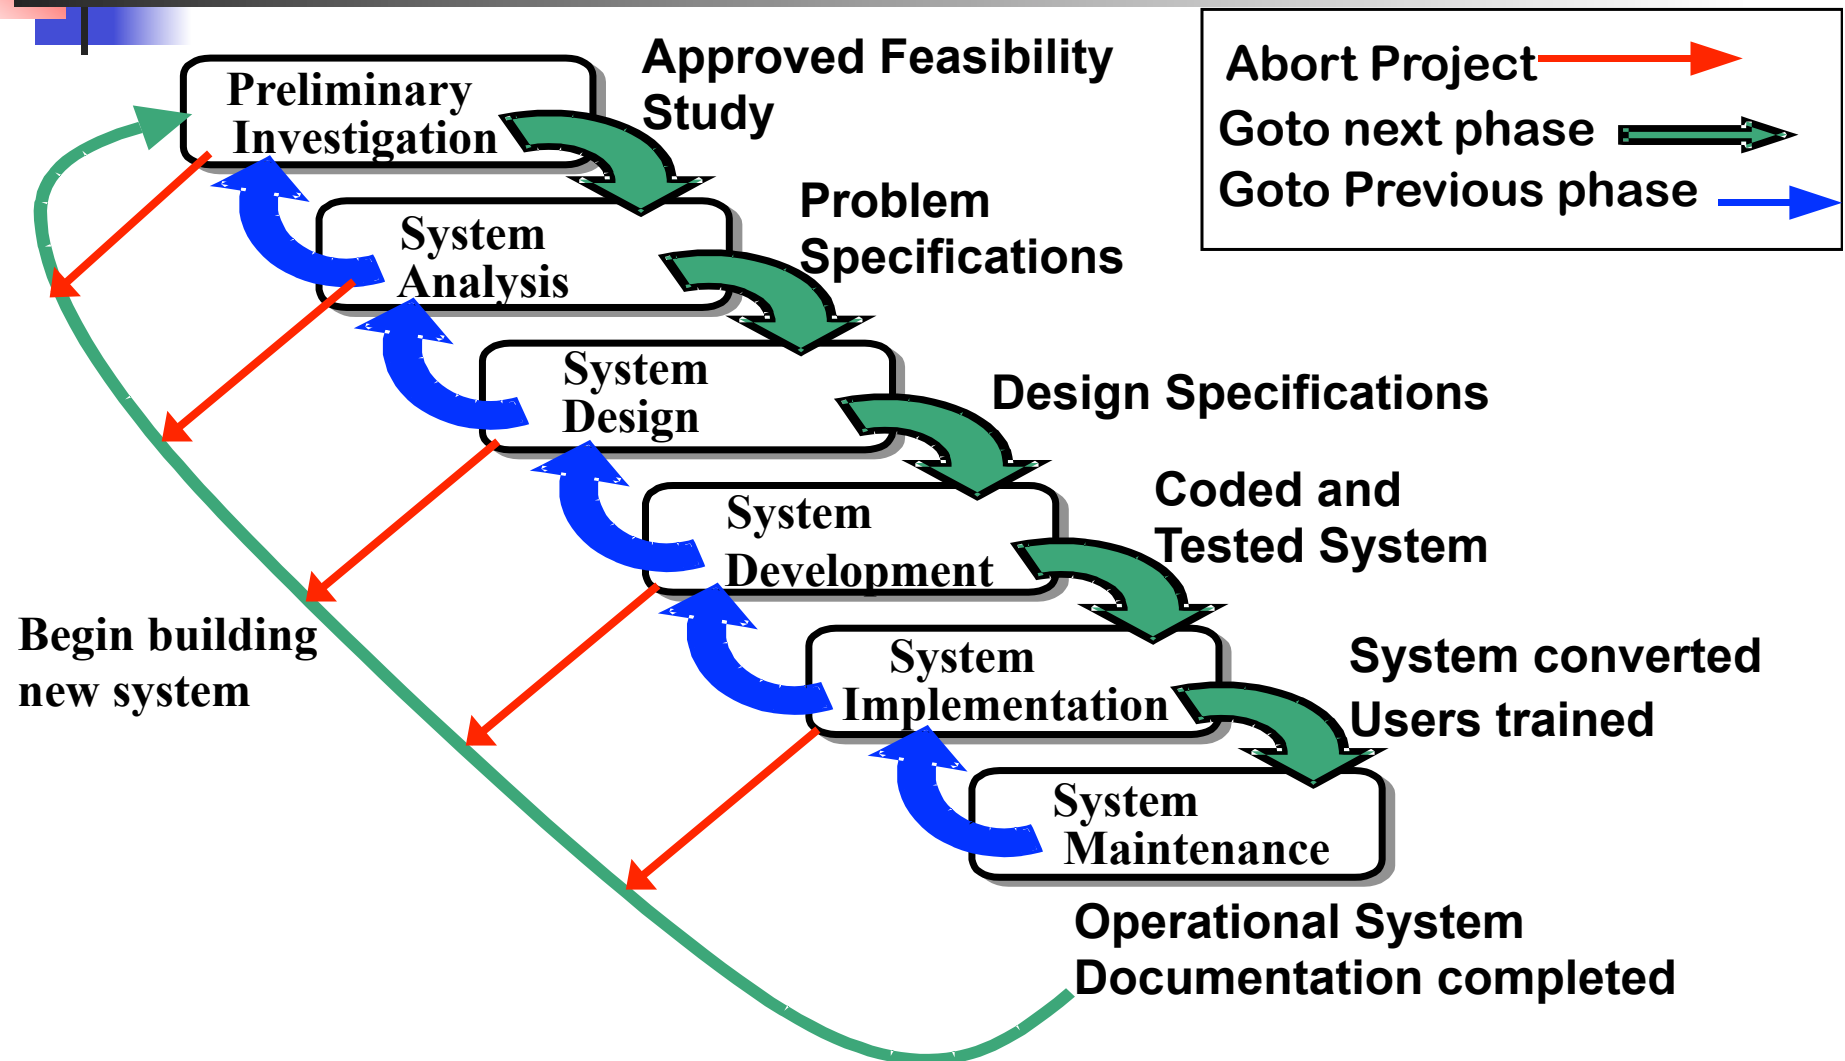 Preliminary
Investigation
Approved Feasibility
Study
Abort Project
Goto next phase
Goto Previous phase
System
Analysis
Problem
Specifications
System
Design
Design Specifications
System
Development
Coded and
Tested System
Begin building
new system
System
Implementation
System converted
Users trained
System
Maintenance
Operational System
Documentation completed